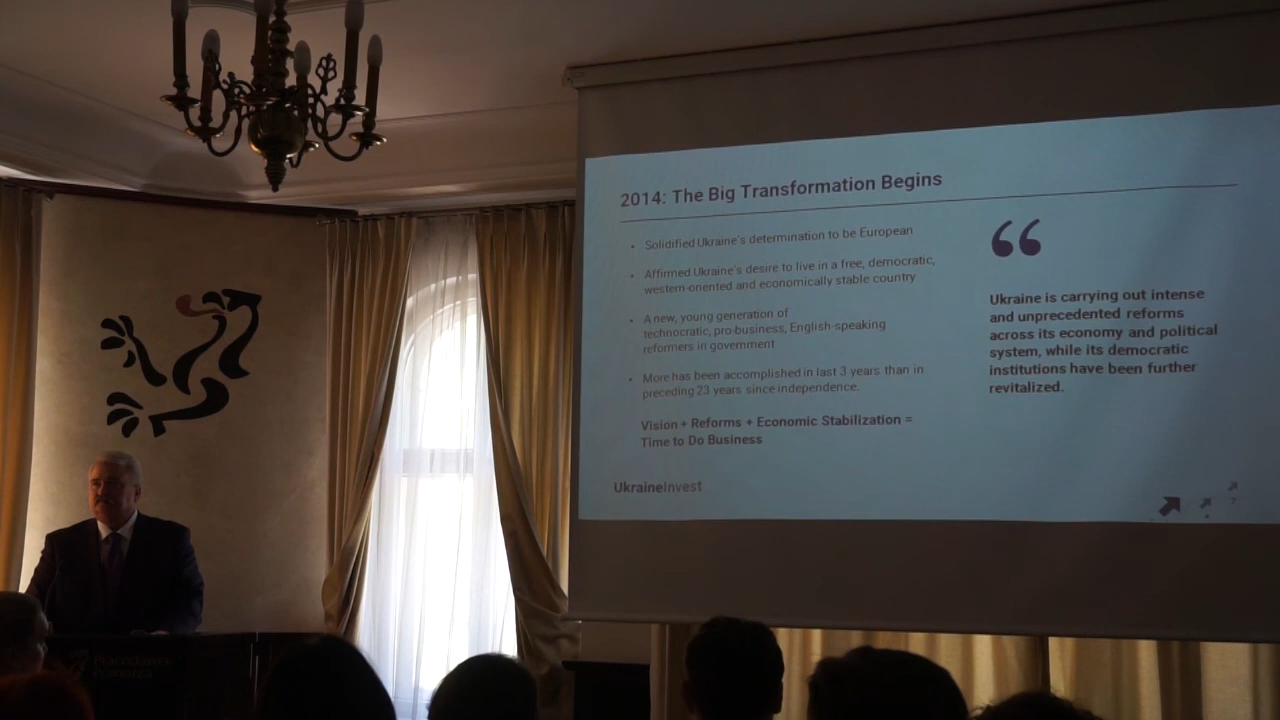 2014: The Big Transformation Begins
• Solidified Ukraine's determination to be European
• Affirmed Ukraine's desire to live in a free, democratic,
western-oriented and economically stable country
• A new, young generation of
technocratic, pro-business, English-speaking
reformers in government
• More has been accomplished in last 3 years than in
preceding 23 years since independence.
Vision + Reforms + Economic Stabilization =
Time to Do Business
“
Ukraine is carrying out intense
and unprecedented reforms
across its economy and political
system, while its democratic
institutions have been further
revitalized.
UkraineInvest
Pracodawcy
Pomorza